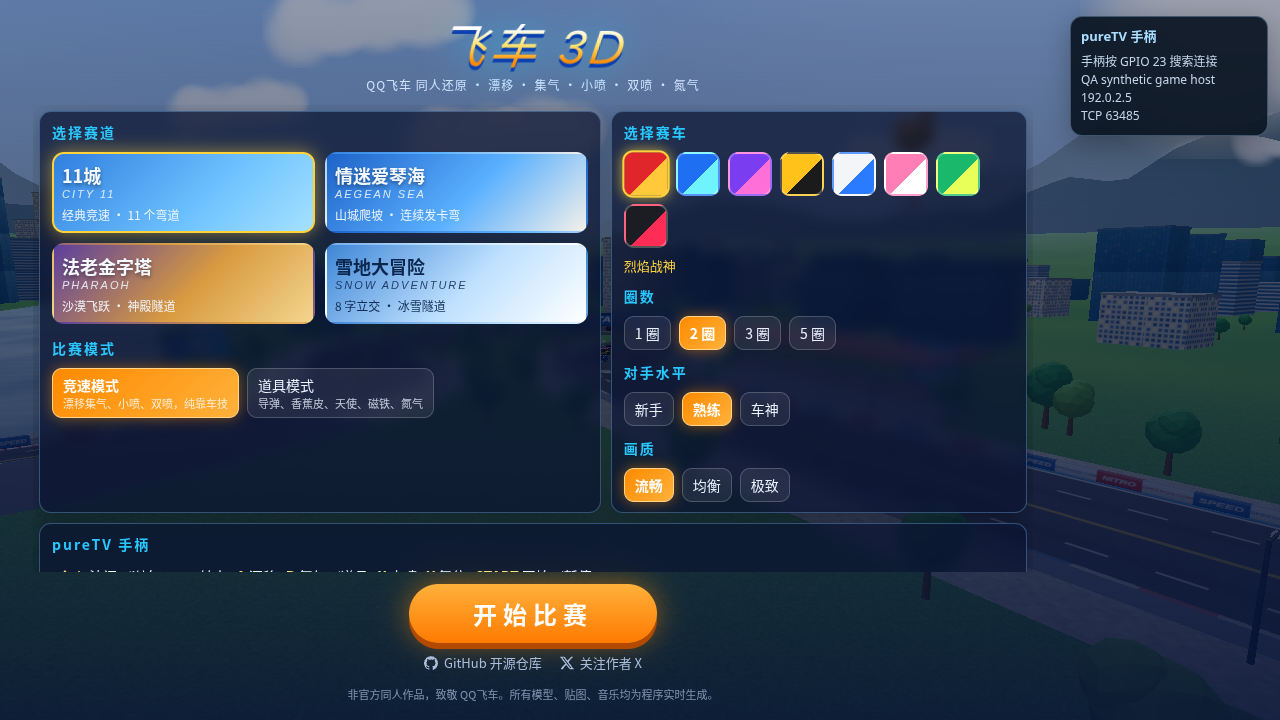 飞车 3D
QQ飞车 同人还原 · 漂移 · 集气 · 小喷 · 双喷 · 氮气
pureTV 手柄
手柄按 GPIO 23 搜索连接
QA synthetic game host
192.0.2.5
TCP 63485
选择赛道
11城
CITY 11
经典竞速 · 11 个弯道
情迷爱琴海
AEGEAN SEA
山城爬坡 · 连续发卡弯
法老金字塔
PHARAOH
沙漠飞跃 · 神殿隧道
雪地大冒险
SNOW ADVENTURE
8 字立交 · 冰雪隧道
比赛模式
竞速模式
漂移集气、小喷、双喷，纯靠车技
道具模式
导弹、香蕉皮、天使、磁铁、氮气
选择赛车
烈焰战神
圈数
1 圈
2 圈
3 圈
5 圈
对手水平
新手
熟练
车神
画质
流畅
均衡
极致
SPEED
NITRO
SPEED
SPEED
pureTV 手柄
开始比赛
GitHub 开源仓库
关注作者 X
非官方同人作品，致敬 QQ飞车。所有模型、贴图、音乐均为程序实时生成。